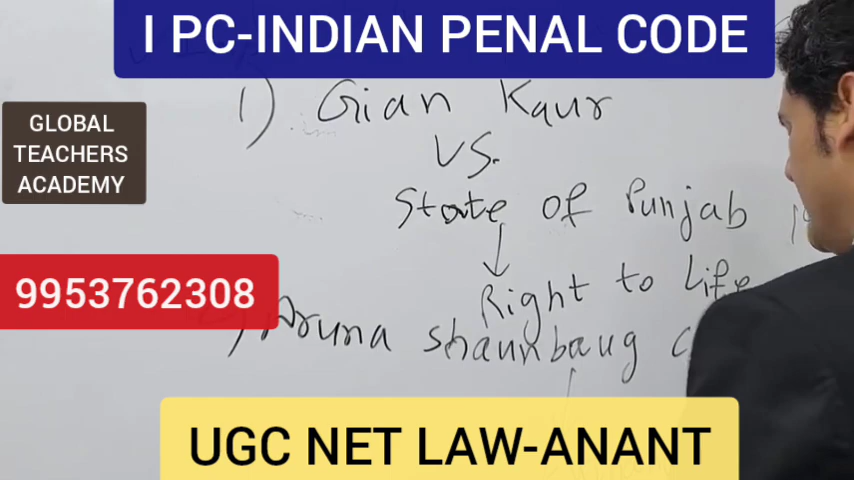 I PC-INDIAN PENAL CODE
GLOBAL
TEACHERS
ACADEMY
1) Gian Kaur
VS.
State of Punjab
Right to Life
9953762308
Aruna shaunbaug
UGC NET LAW-ANANT